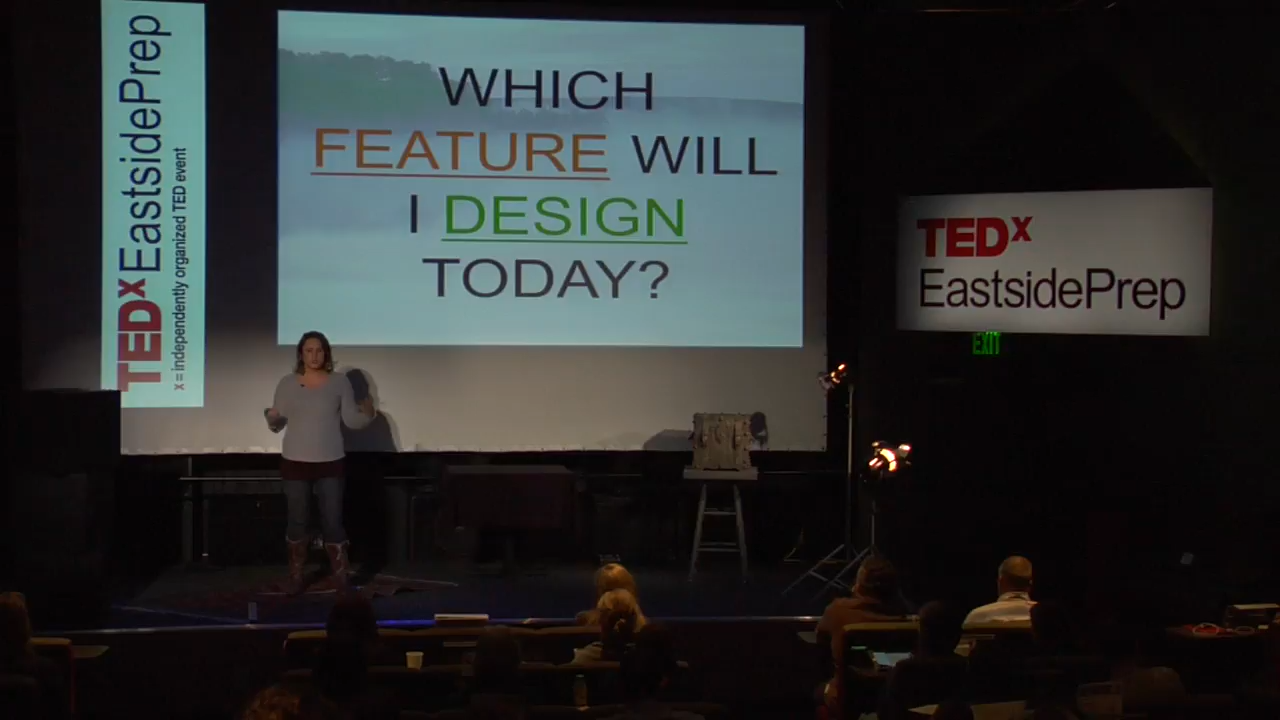 TEDx EastsidePrep
x = independently organized TED event
WHICH
FEATURE WILL
I DESIGN
TODAY?
TEDx
EastsidePrep
EXIT